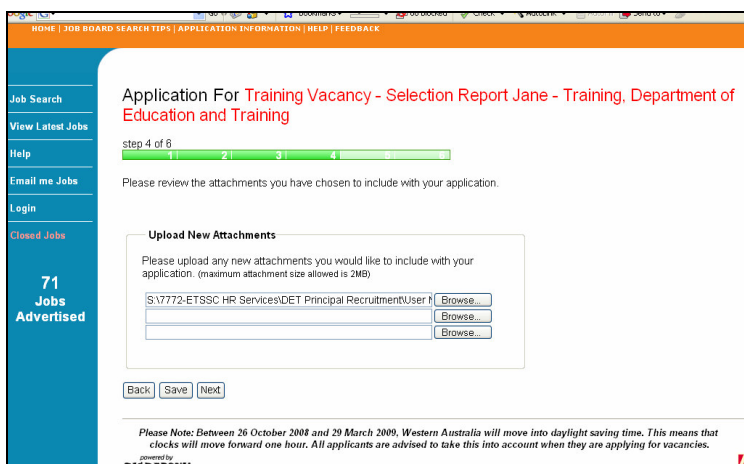 HOME | JOB BOARD SEARCH TIPS | APPLICATION INFORMATION | HELP | FEEDBACK
Job Search
View Latest Jobs
Help
Email me Jobs
Login
Closed Jobs
71
Jobs
Advertised
Application For Training Vacancy - Selection Report Jane - Training, Department of
Education and Training
step 4 of 6
1 2 3 4 5 6
Please review the attachments you have chosen to include with your application.
Upload New Attachments
Please upload any new attachments you would like to include with your
application. (maximum attachment size allowed is 2MB)
S:\7772-ETSSC HR Services\DET Principal Recruitment\User Browse...
Browse...
Browse...
Back Save Next
Please Note: Between 26 October 2008 and 29 March 2009, Western Australia will move into daylight saving time. This means that
clocks will move forward one hour. All applicants are advised to take this into account when they are applying for vacancies.
powered by